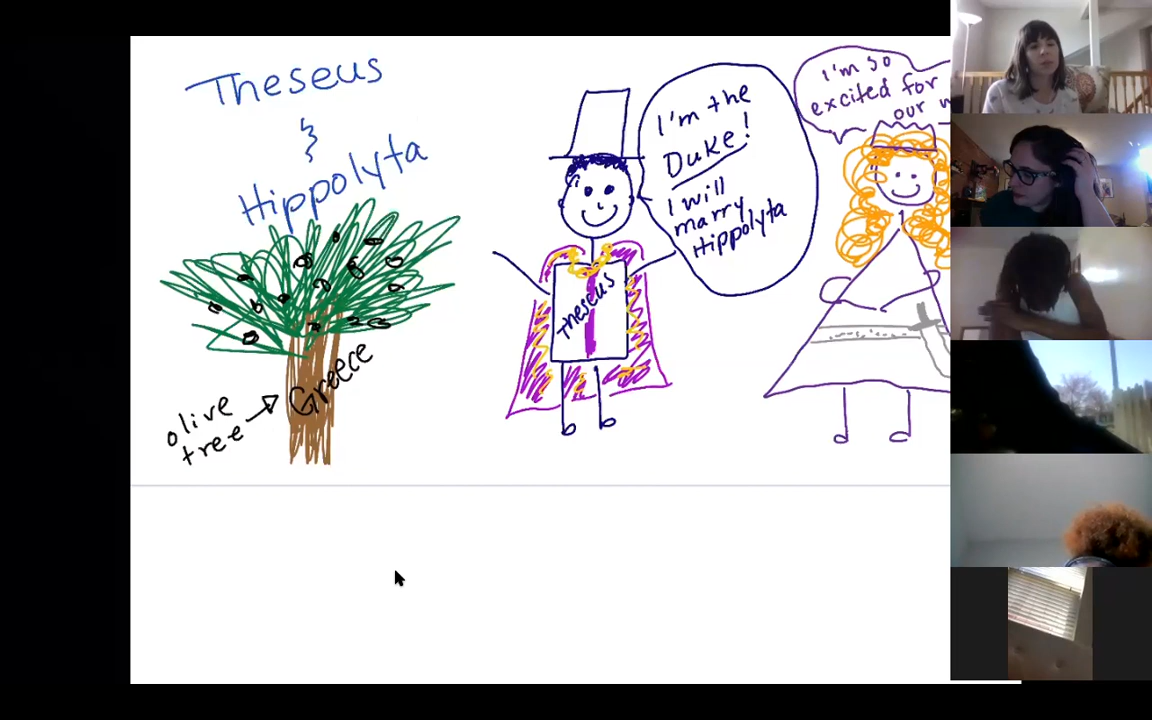 Theseus
&
Hippolyta
olive
tree
Greece
Theseus
I'm the
Duke!
I will
marry
Hippolyta
I'm so
excited for
our